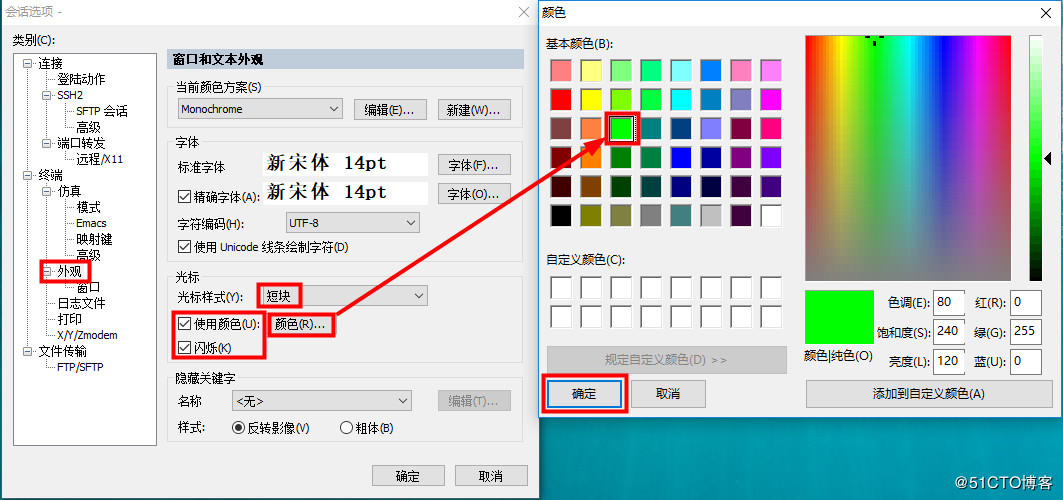 会话选项 -
类别(C):
连接
登陆动作
SSH2
SFTP 会话
高级
端口转发
远程/X11
终端
仿真
模式
Emacs
映射键
高级
外观
窗口
日志文件
打印
X/Y/Zmodem
文件传输
FTP/SFTP
窗口和文本外观
当前颜色方案(S)
Monochrome
编辑(E)...
新建(W)...
字体
标准字体
新宋体 14pt
字体(F)...
精确字体(A):
新宋体 14pt
字体(O)...
字符编码(H):
UTF-8
使用 Unicode 线条绘制字符(D)
光标
光标样式(Y):
短块
使用颜色(U):
颜色(R)...
闪烁(K)
隐藏关键字
名称
<无>
编辑(T)...
样式:
反转影像(V)
粗体(B)
确定
取消
颜色
基本颜色(B):
自定义颜色(C):
规定自定义颜色(D) >>
确定
取消
颜色|纯色(O)
色调(E): 80
红(R): 0
饱和度(S): 240
绿(G): 255
亮度(L): 120
蓝(U): 0
添加到自定义颜色(A)
@51CTO博客